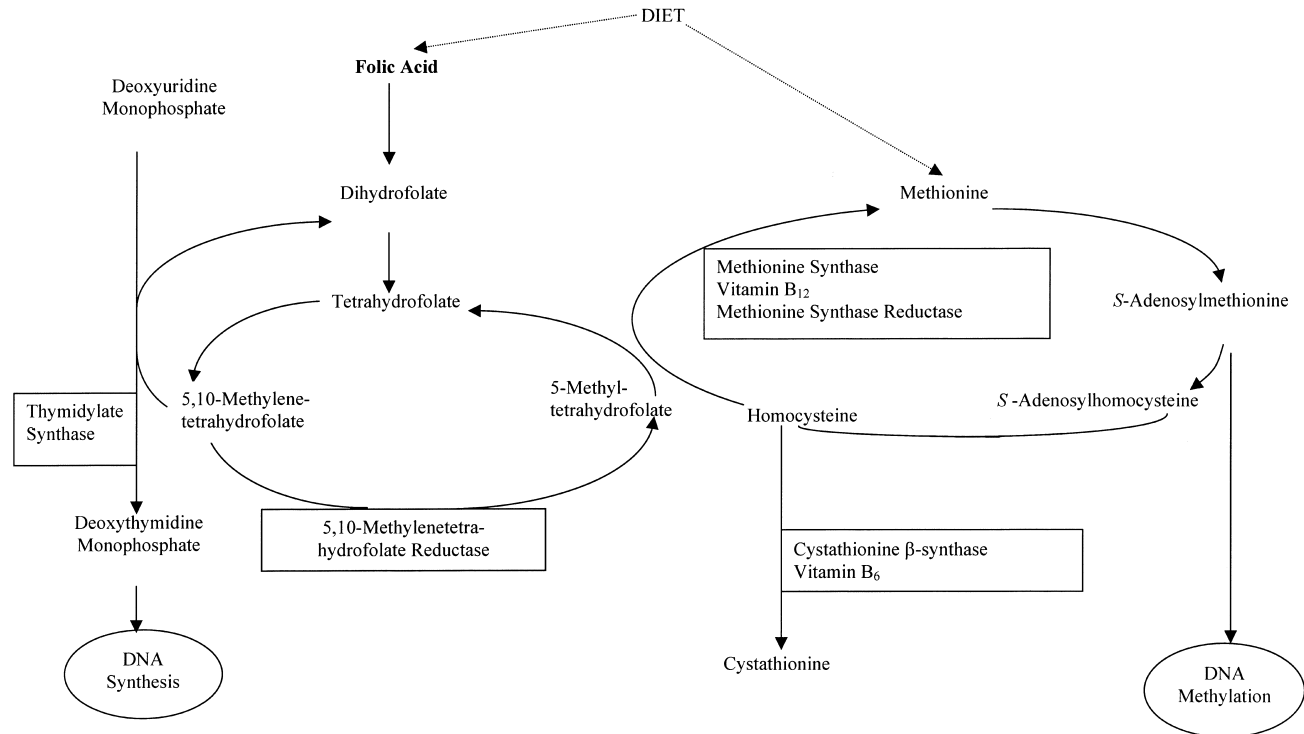 DIET
Folic Acid
Deoxyuridine
Monophosphate
Dihydrofolate
Methionine
Methionine Synthase
Vitamin B₁₂
Methionine Synthase Reductase
Tetrahydrofolate
S-Adenosylmethionine
5,10-Methylene-
tetrahydrofolate
5-Methyl-
tetrahydrofolate
Homocysteine
S -Adenosylhomocysteine
Thymidylate
Synthase
Deoxythymidine
Monophosphate
5,10-Methylenetetra-
hydrofolate Reductase
Cystathionine β-synthase
Vitamin B₆
DNA
Synthesis
Cystathionine
DNA
Methylation